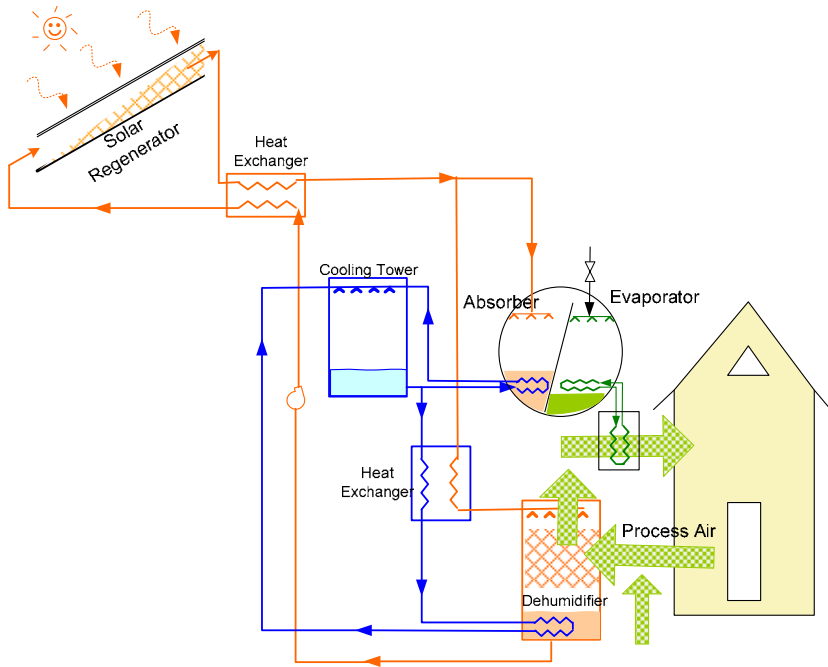 Solar
Regenerator
Heat
Exchanger
Cooling Tower
Absorber
Evaporator
Heat
Exchanger
Process Air
Dehumidifier